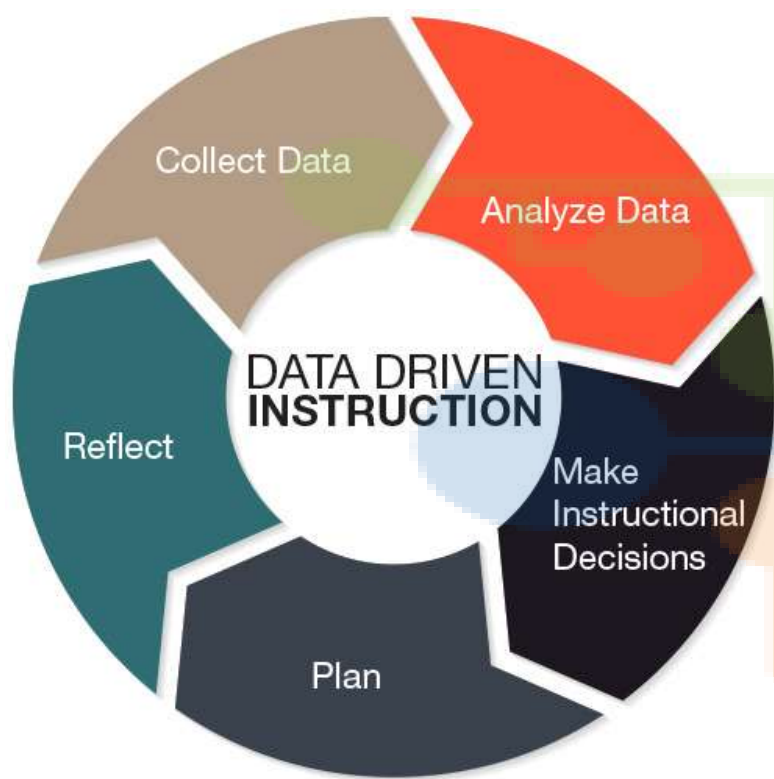 DATA DRIVEN
INSTRUCTION
Collect Data
Analyze Data
Make
Instructional
Decisions
Plan
Reflect